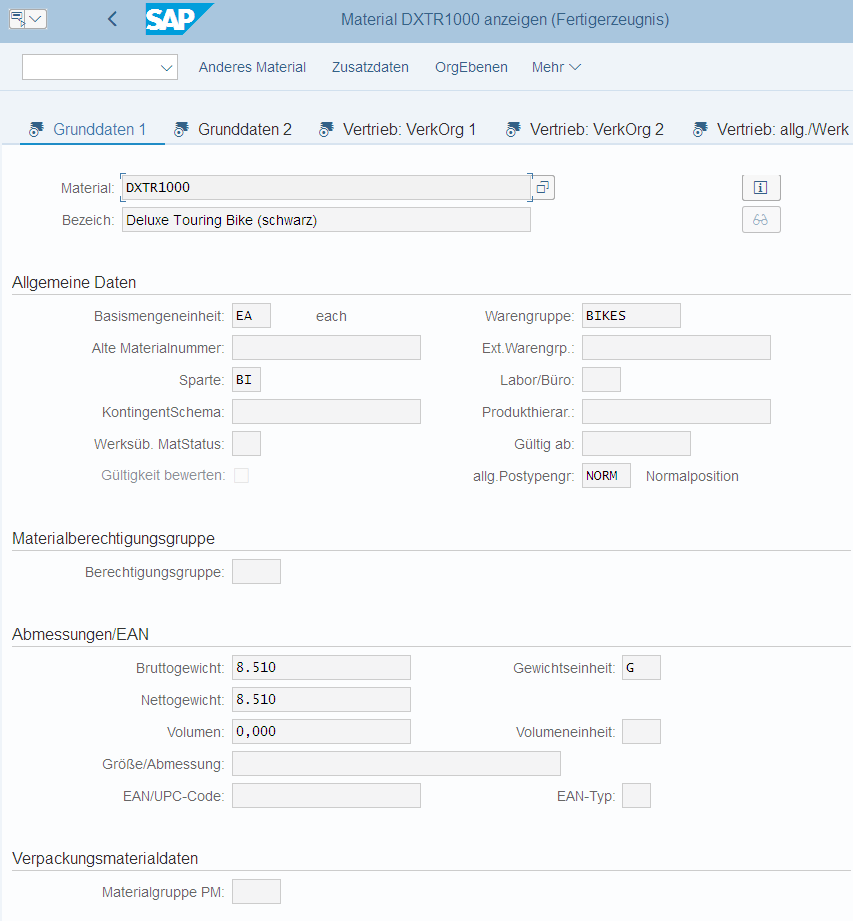 SAP Material DXTR1000 anzeigen (Fertigerzeugnis)
Anderes Material Zusatzdaten OrgEbenen Mehr
Grunddaten 1 Grunddaten 2 Vertrieb: VerkOrg 1 Vertrieb: VerkOrg 2 Vertrieb: allg./Werk
Material: DXTR1000
Bezeich: Deluxe Touring Bike (schwarz)
Allgemeine Daten
Basismengeneinheit: EA each Warengruppe: BIKES
Alte Materialnummer: Ext.Warengrp.:
Sparte: BI Labor/Büro:
KontingentSchema: Produkthierar.:
Werksüb. MatStatus: Gültig ab:
Gültigkeit bewerten: allg.Postypengr: NORM Normalposition
Materialberechtigungsgruppe
Berechtigungsgruppe:
Abmessungen/EAN
Bruttogewicht: 8.510 Gewichtseinheit: G
Nettogewicht: 8.510
Volumen: 0,000 Volumeneinheit:
Größe/Abmessung:
EAN/UPC-Code: EAN-Typ:
Verpackungsmaterialdaten
Materialgruppe PM: